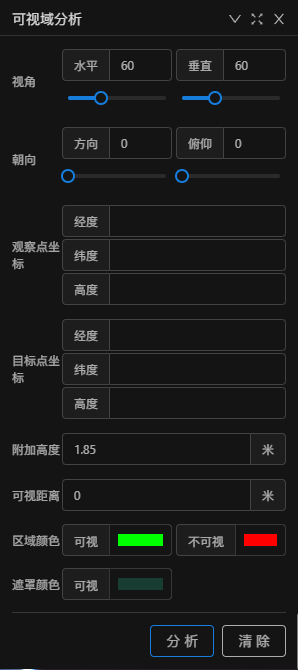 可视域分析
视角 水平 60 垂直 60
朝向 方向 0 俯仰 0
观察点坐标
经度
纬度
高度
目标点坐标
经度
纬度
高度
附加高度 1.85 米
可视距离 0 米
区域颜色 可视 不可视
遮罩颜色 可视
分析 清除